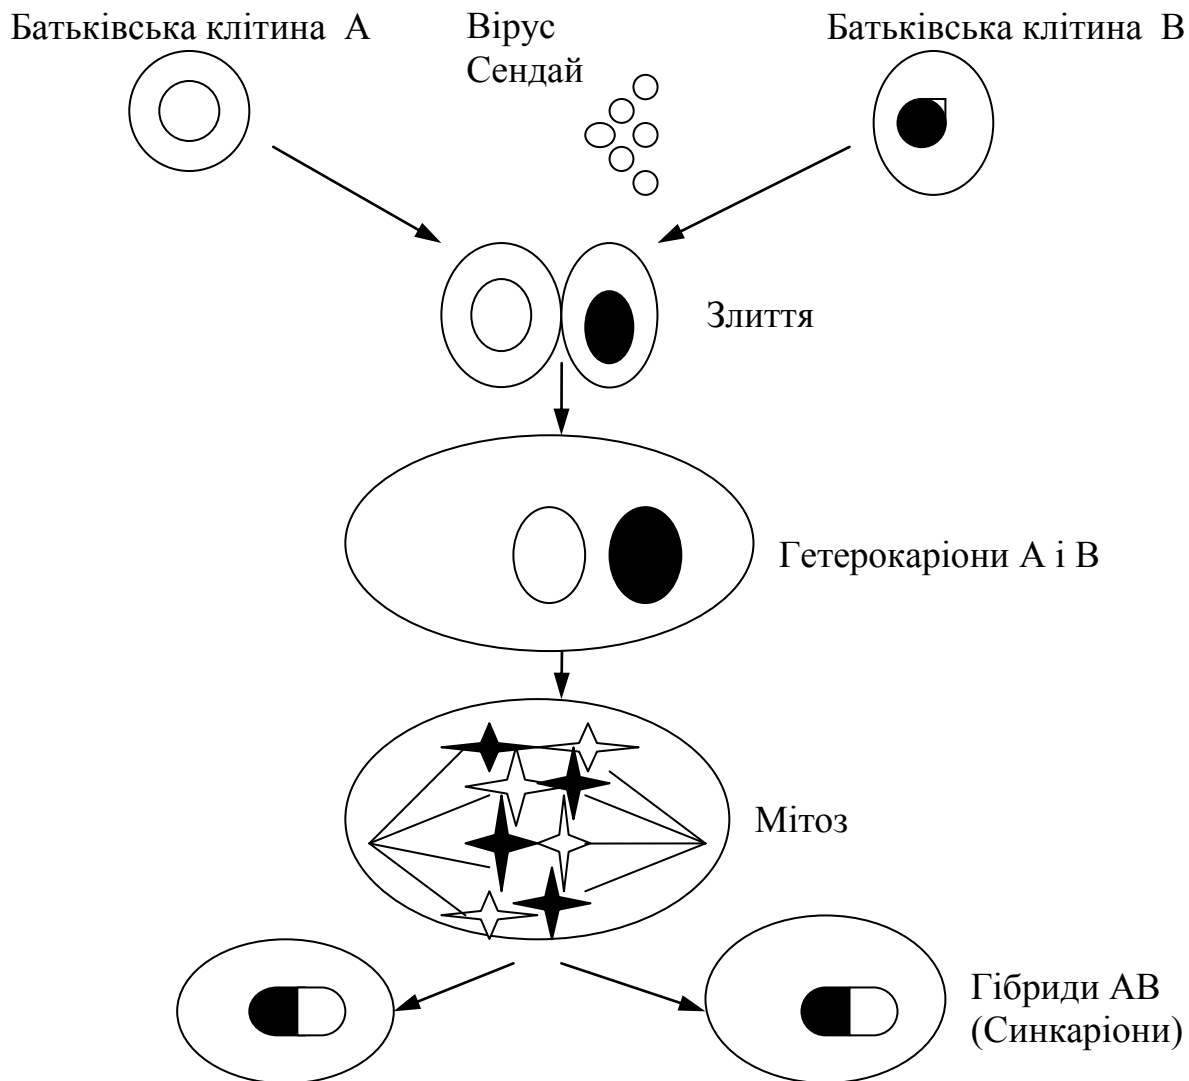 Батьківська клітина А
Вірус
Сендай
Батьківська клітина В
Злиття
Гетерокаріони А і В
Мітоз
Гібриди АВ
(Синкаріони)